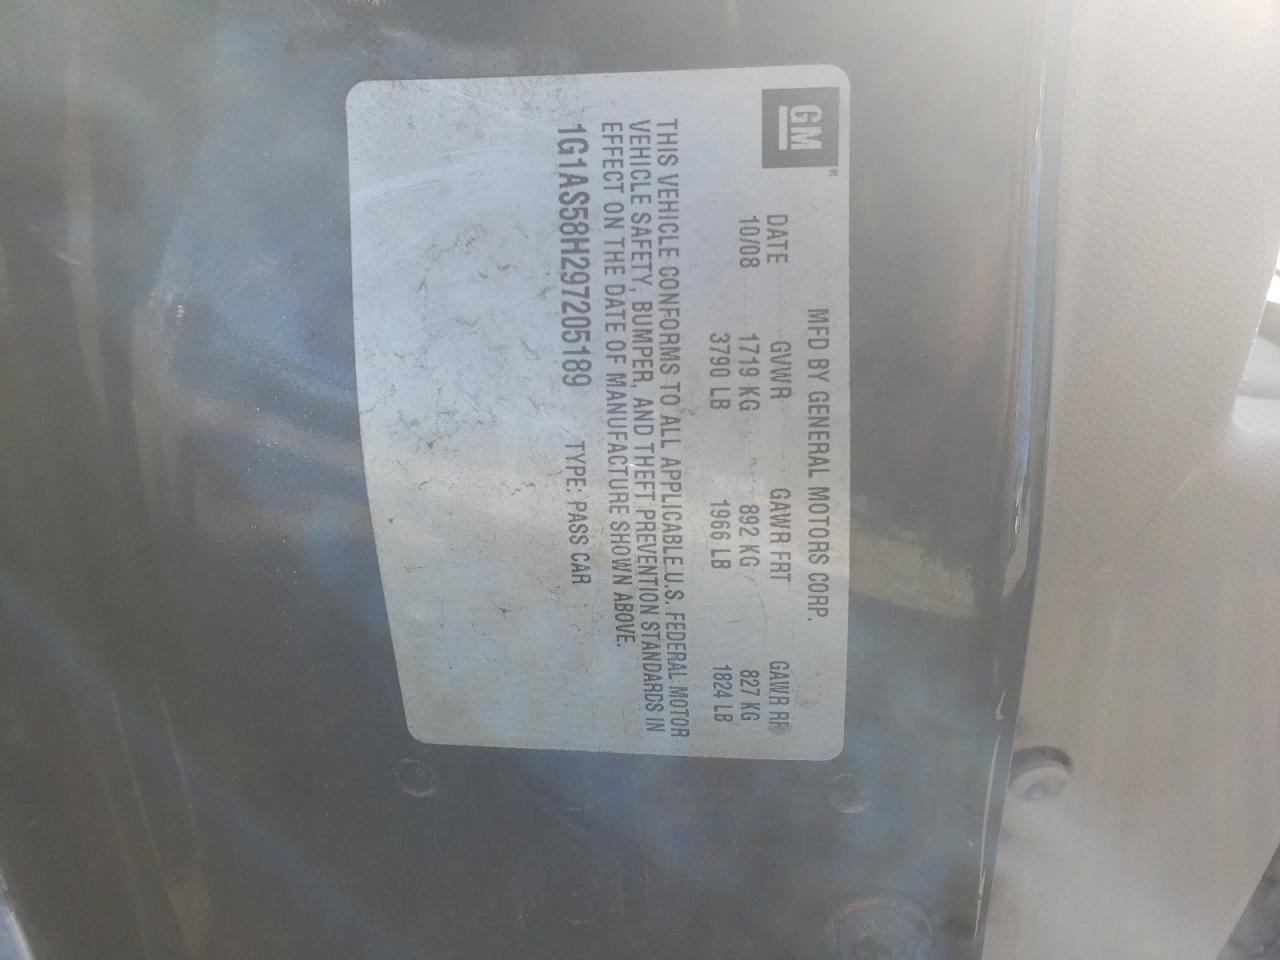 GM®
MFD BY GENERAL MOTORS CORP.
DATE GVWR GAWR FRT GAWR RR
10/08 1719 KG 892 KG 827 KG
3790 LB 1966 LB 1824 LB
THIS VEHICLE CONFORMS TO ALL APPLICABLE U.S. FEDERAL MOTOR
VEHICLE SAFETY, BUMPER, AND THEFT PREVENTION STANDARDS IN
EFFECT ON THE DATE OF MANUFACTURE SHOWN ABOVE.
1G1AS58H297205189 TYPE: PASS CAR